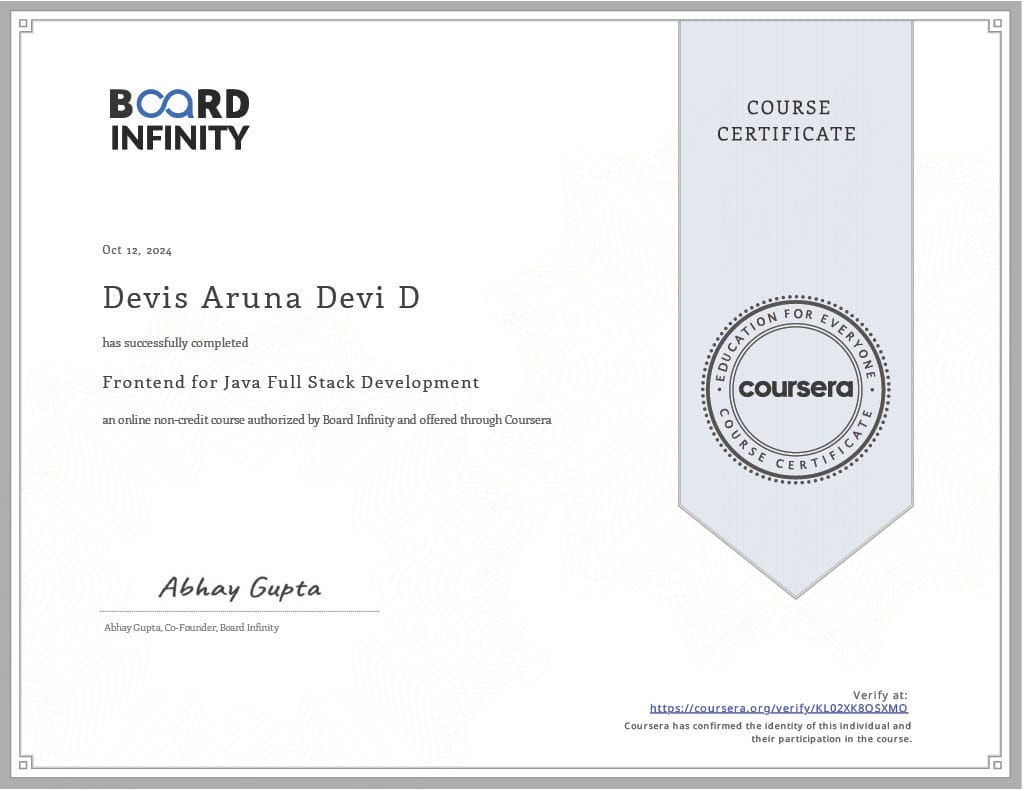 BOARD
INFINITY
COURSE
CERTIFICATE
Oct 12, 2024
Devis Aruna Devi D
has successfully completed
Frontend for Java Full Stack Development
an online non-credit course authorized by Board Infinity and offered through Coursera
EDUCATION FOR EVERYONE
coursera
COURSE CERTIFICATE
Abhay Gupta
Abhay Gupta, Co-Founder, Board Infinity
Verify at:
https://coursera.org/verify/KL02XK8OSXMO
Coursera has confirmed the identity of this individual and
their participation in the course.